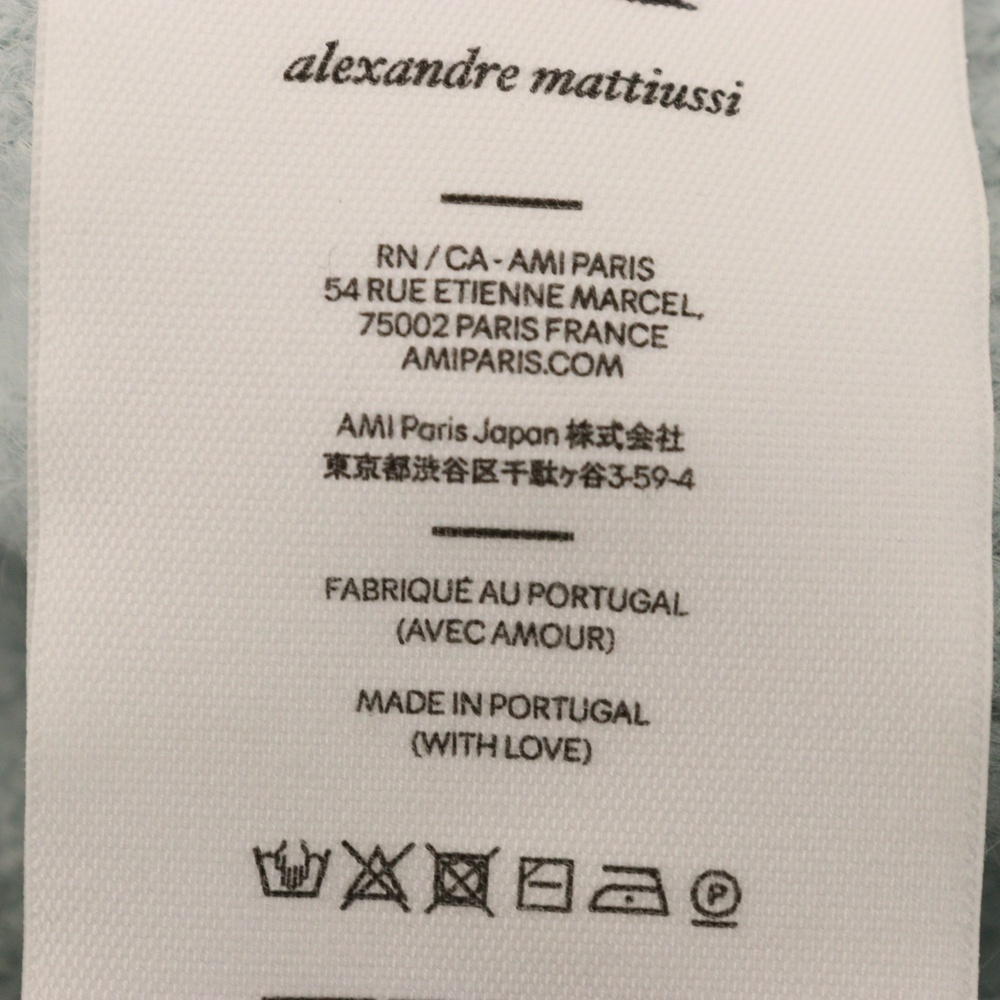 alexandre mattiussi
RN / CA - AMI PARIS
54 RUE ETIENNE MARCEL,
75002 PARIS FRANCE
AMIPARIS.COM
AMI Paris Japan 株式会社
東京都渋谷区千駄ヶ谷3-59-4
FABRIQUÉ AU PORTUGAL
(AVEC AMOUR)
MADE IN PORTUGAL
(WITH LOVE)
P